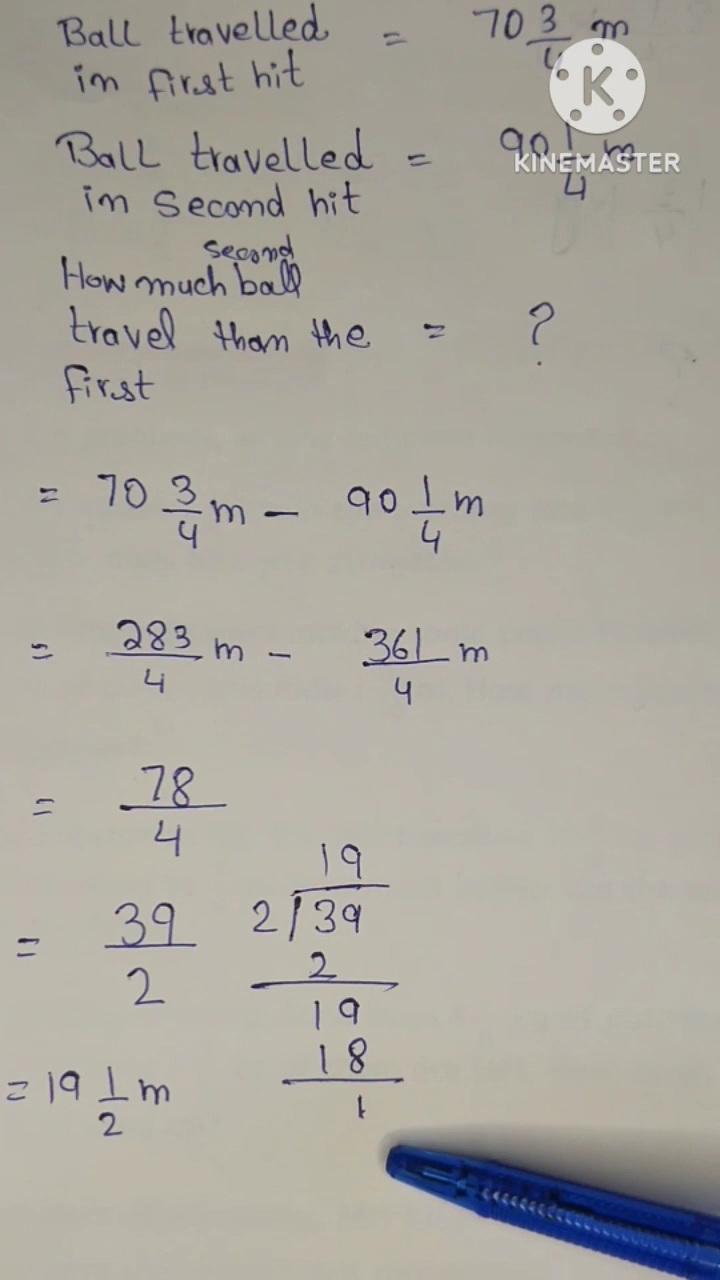 Ball travelled = 70 3/4 m
in first hit
KINEMASTER
Ball travelled = 90 1/4 m
in second hit
second
How much ball
travel than the = ?
first
= 70 3/4 m - 90 1/4 m
= 283/4 m - 361/4 m
= 78/4
19
= 39/2 2/39
2
19
18
= 19 1/2 m
1